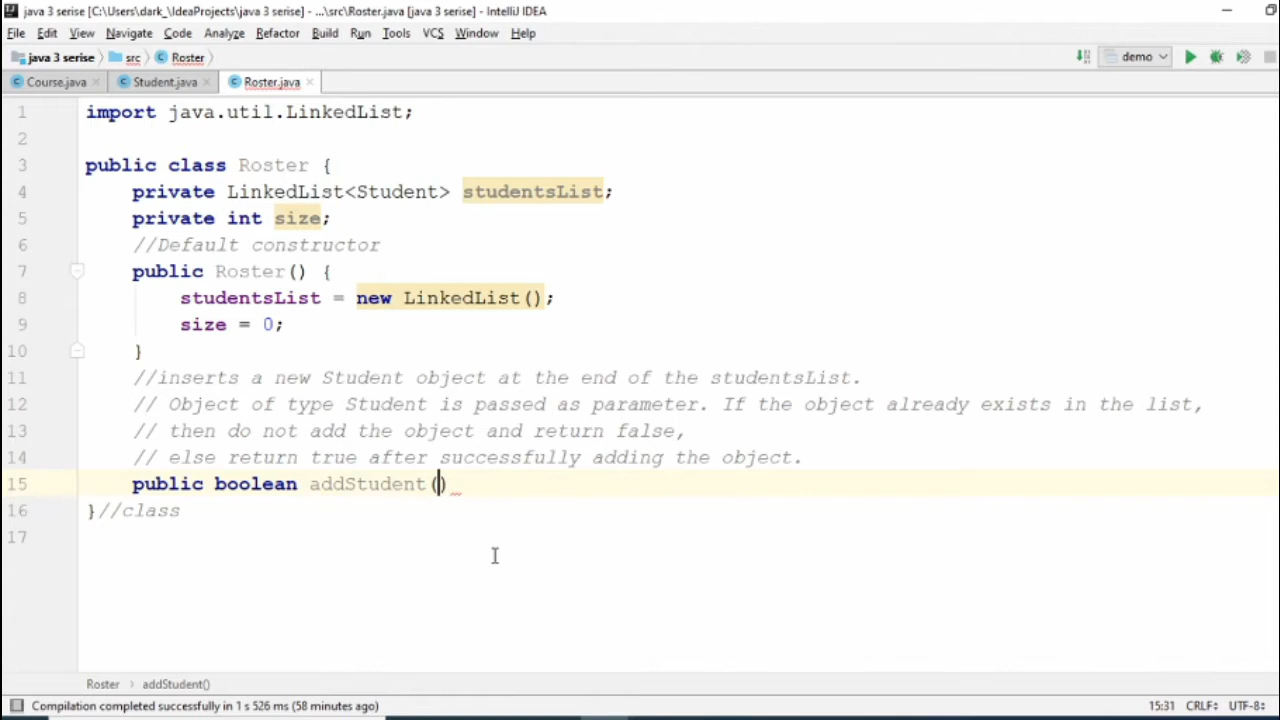 java 3 serise [C:\Users\dark_\IdeaProjects\java 3 serise] - ...\src\Roster.java [java 3 serise] - IntelliJ IDEA
File Edit View Navigate Code Analyze Refactor Build Run Tools VCS Window Help
java 3 serise src Roster demo
Course.java Student.java Roster.java
1 import java.util.LinkedList;
2
3 public class Roster {
4 private LinkedList<Student> studentsList;
5 private int size;
6 //Default constructor
7 public Roster() {
8 studentsList = new LinkedList();
9 size = 0;
10 }
11 //inserts a new Student object at the end of the studentsList.
12 // Object of type Student is passed as parameter. If the object already exists in the list,
13 // then do not add the object and return false,
14 // else return true after successfully adding the object.
15 public boolean addStudent()
16 }//class
17
Roster › addStudent()
Compilation completed successfully in 1 s 526 ms (58 minutes ago) 15:31 CRLF UTF-8